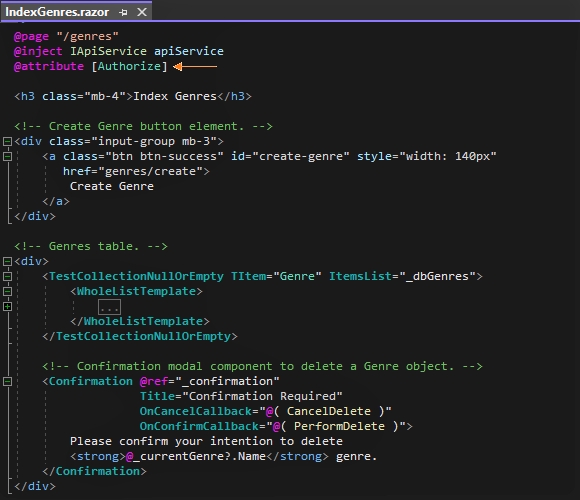 IndexGenres.razor
@page "/genres"
@inject IApiService apiService
@attribute [Authorize]
<h3 class="mb-4">Index Genres</h3>
<!-- Create Genre button element. -->
<div class="input-group mb-3">
<a class="btn btn-success" id="create-genre" style="width: 140px"
href="genres/create">
Create Genre
</a>
</div>
<!-- Genres table. -->
<div>
<TestCollectionNullOrEmpty TItem="Genre" ItemsList="_dbGenres">
<WholeListTemplate>
...
</WholeListTemplate>
</TestCollectionNullOrEmpty>
<!-- Confirmation modal component to delete a Genre object. -->
<Confirmation @ref="_confirmation"
Title="Confirmation Required"
OnCancelCallback="@( CancelDelete )"
OnConfirmCallback="@( PerformDelete )">
Please confirm your intention to delete
<strong>@_currentGenre?.Name</strong> genre.
</Confirmation>
</div>